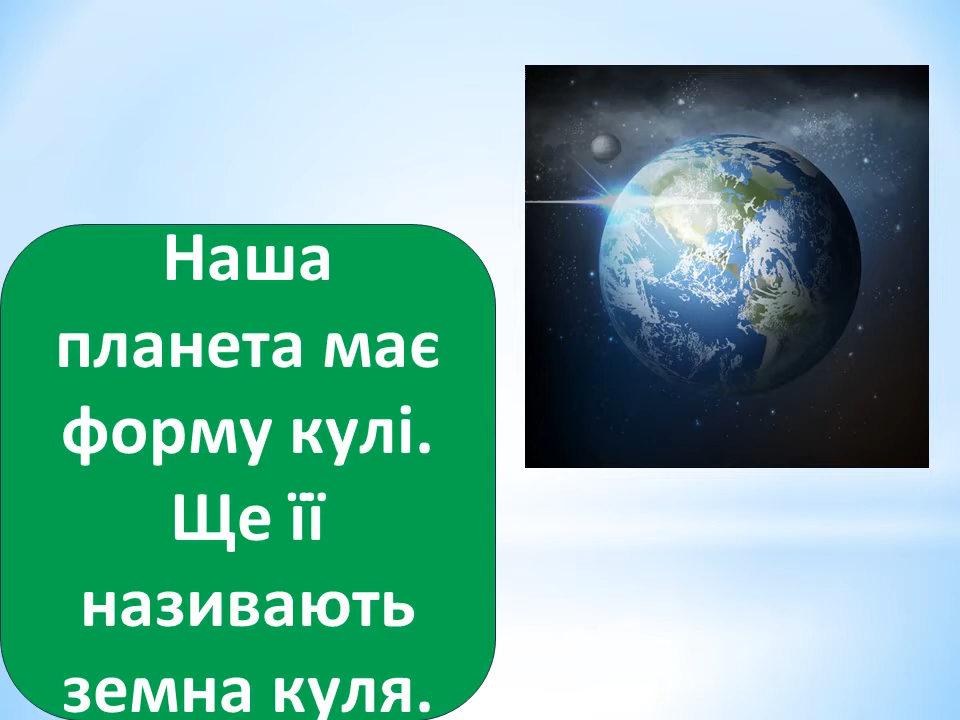 Наша
планета має
форму кулі.
Ще її
називають
земна куля.